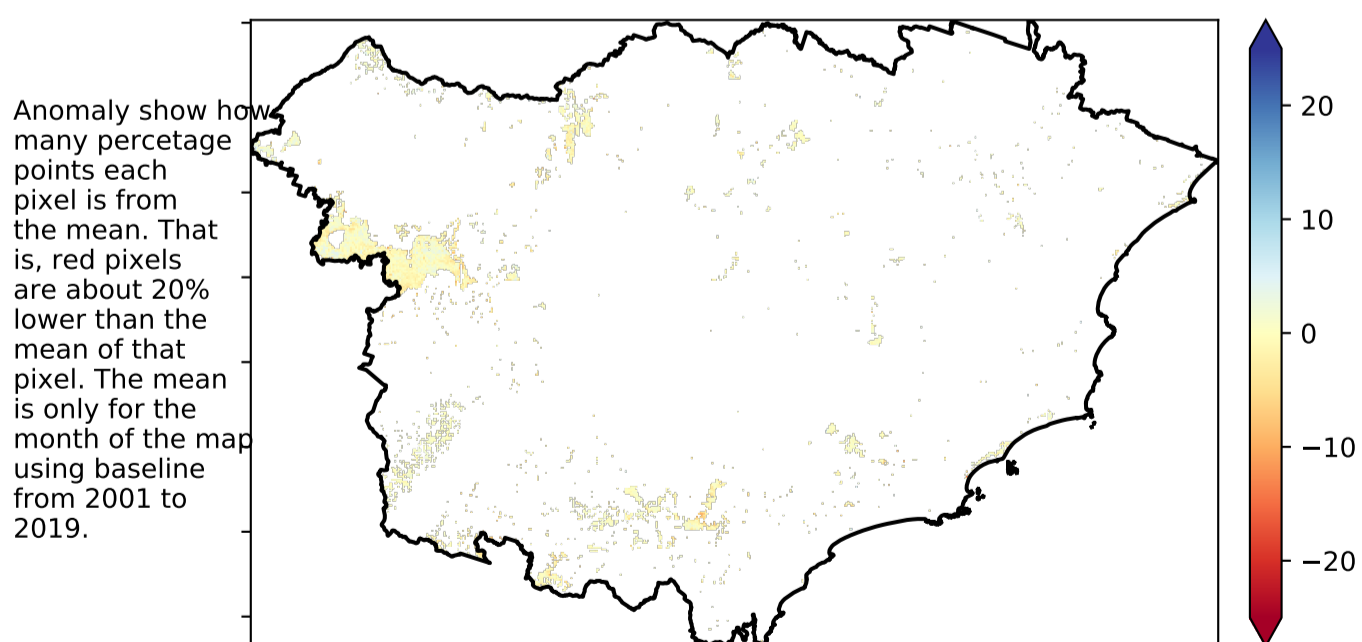 Anomaly show how
many percetage
points each
pixel is from
the mean. That
is, red pixels
are about 20%
lower than the
mean of that
pixel. The mean
is only for the
month of the map
using baseline
from 2001 to
2019.
20
10
0
−10
−20